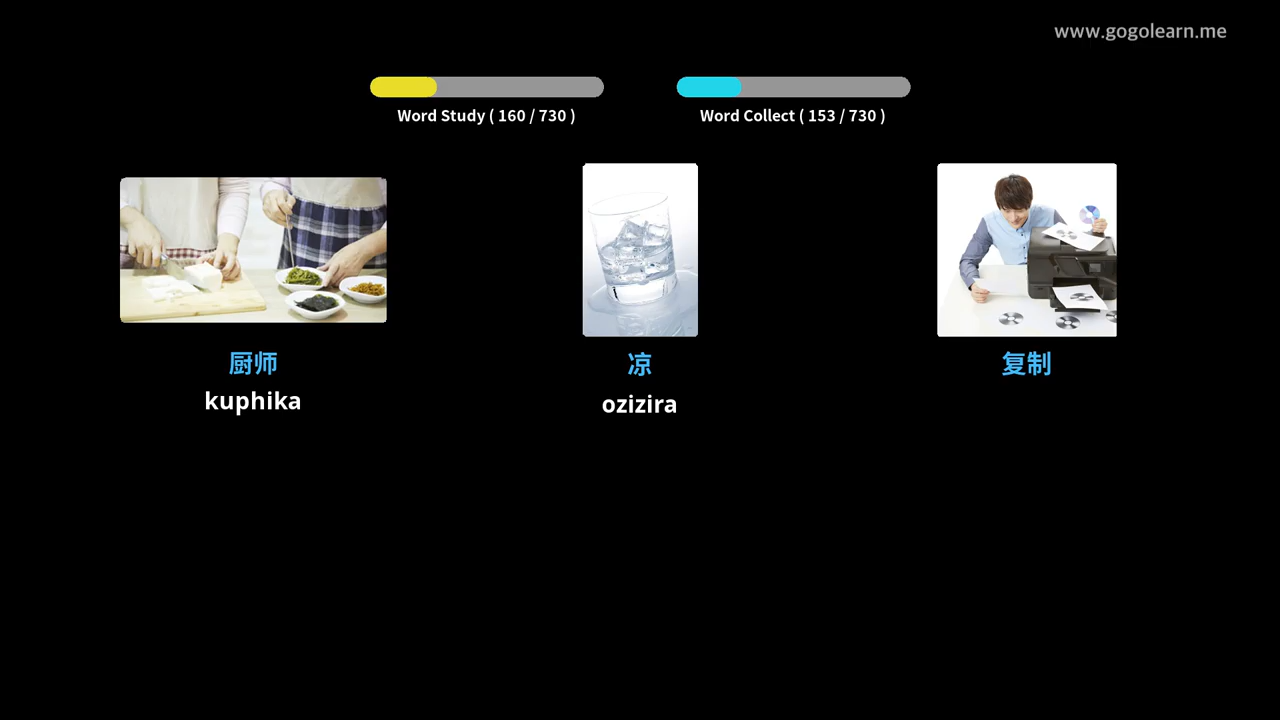 www.gogolearn.me
Word Study ( 160 / 730 )
Word Collect ( 153 / 730 )
厨师
kuphika
凉
ozizira
复制